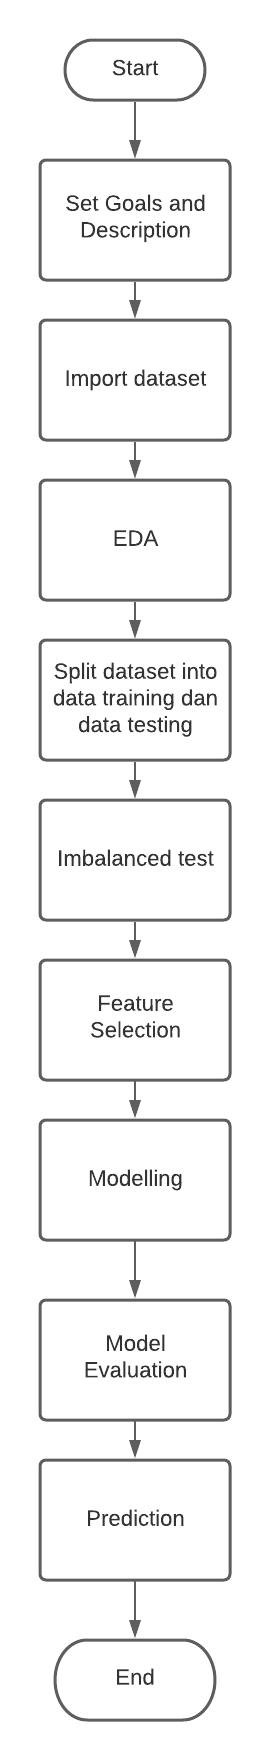 Start
Set Goals and
Description
Import dataset
EDA
Split dataset into
data training dan
data testing
Imbalanced test
Feature
Selection
Modelling
Model
Evaluation
Prediction
End